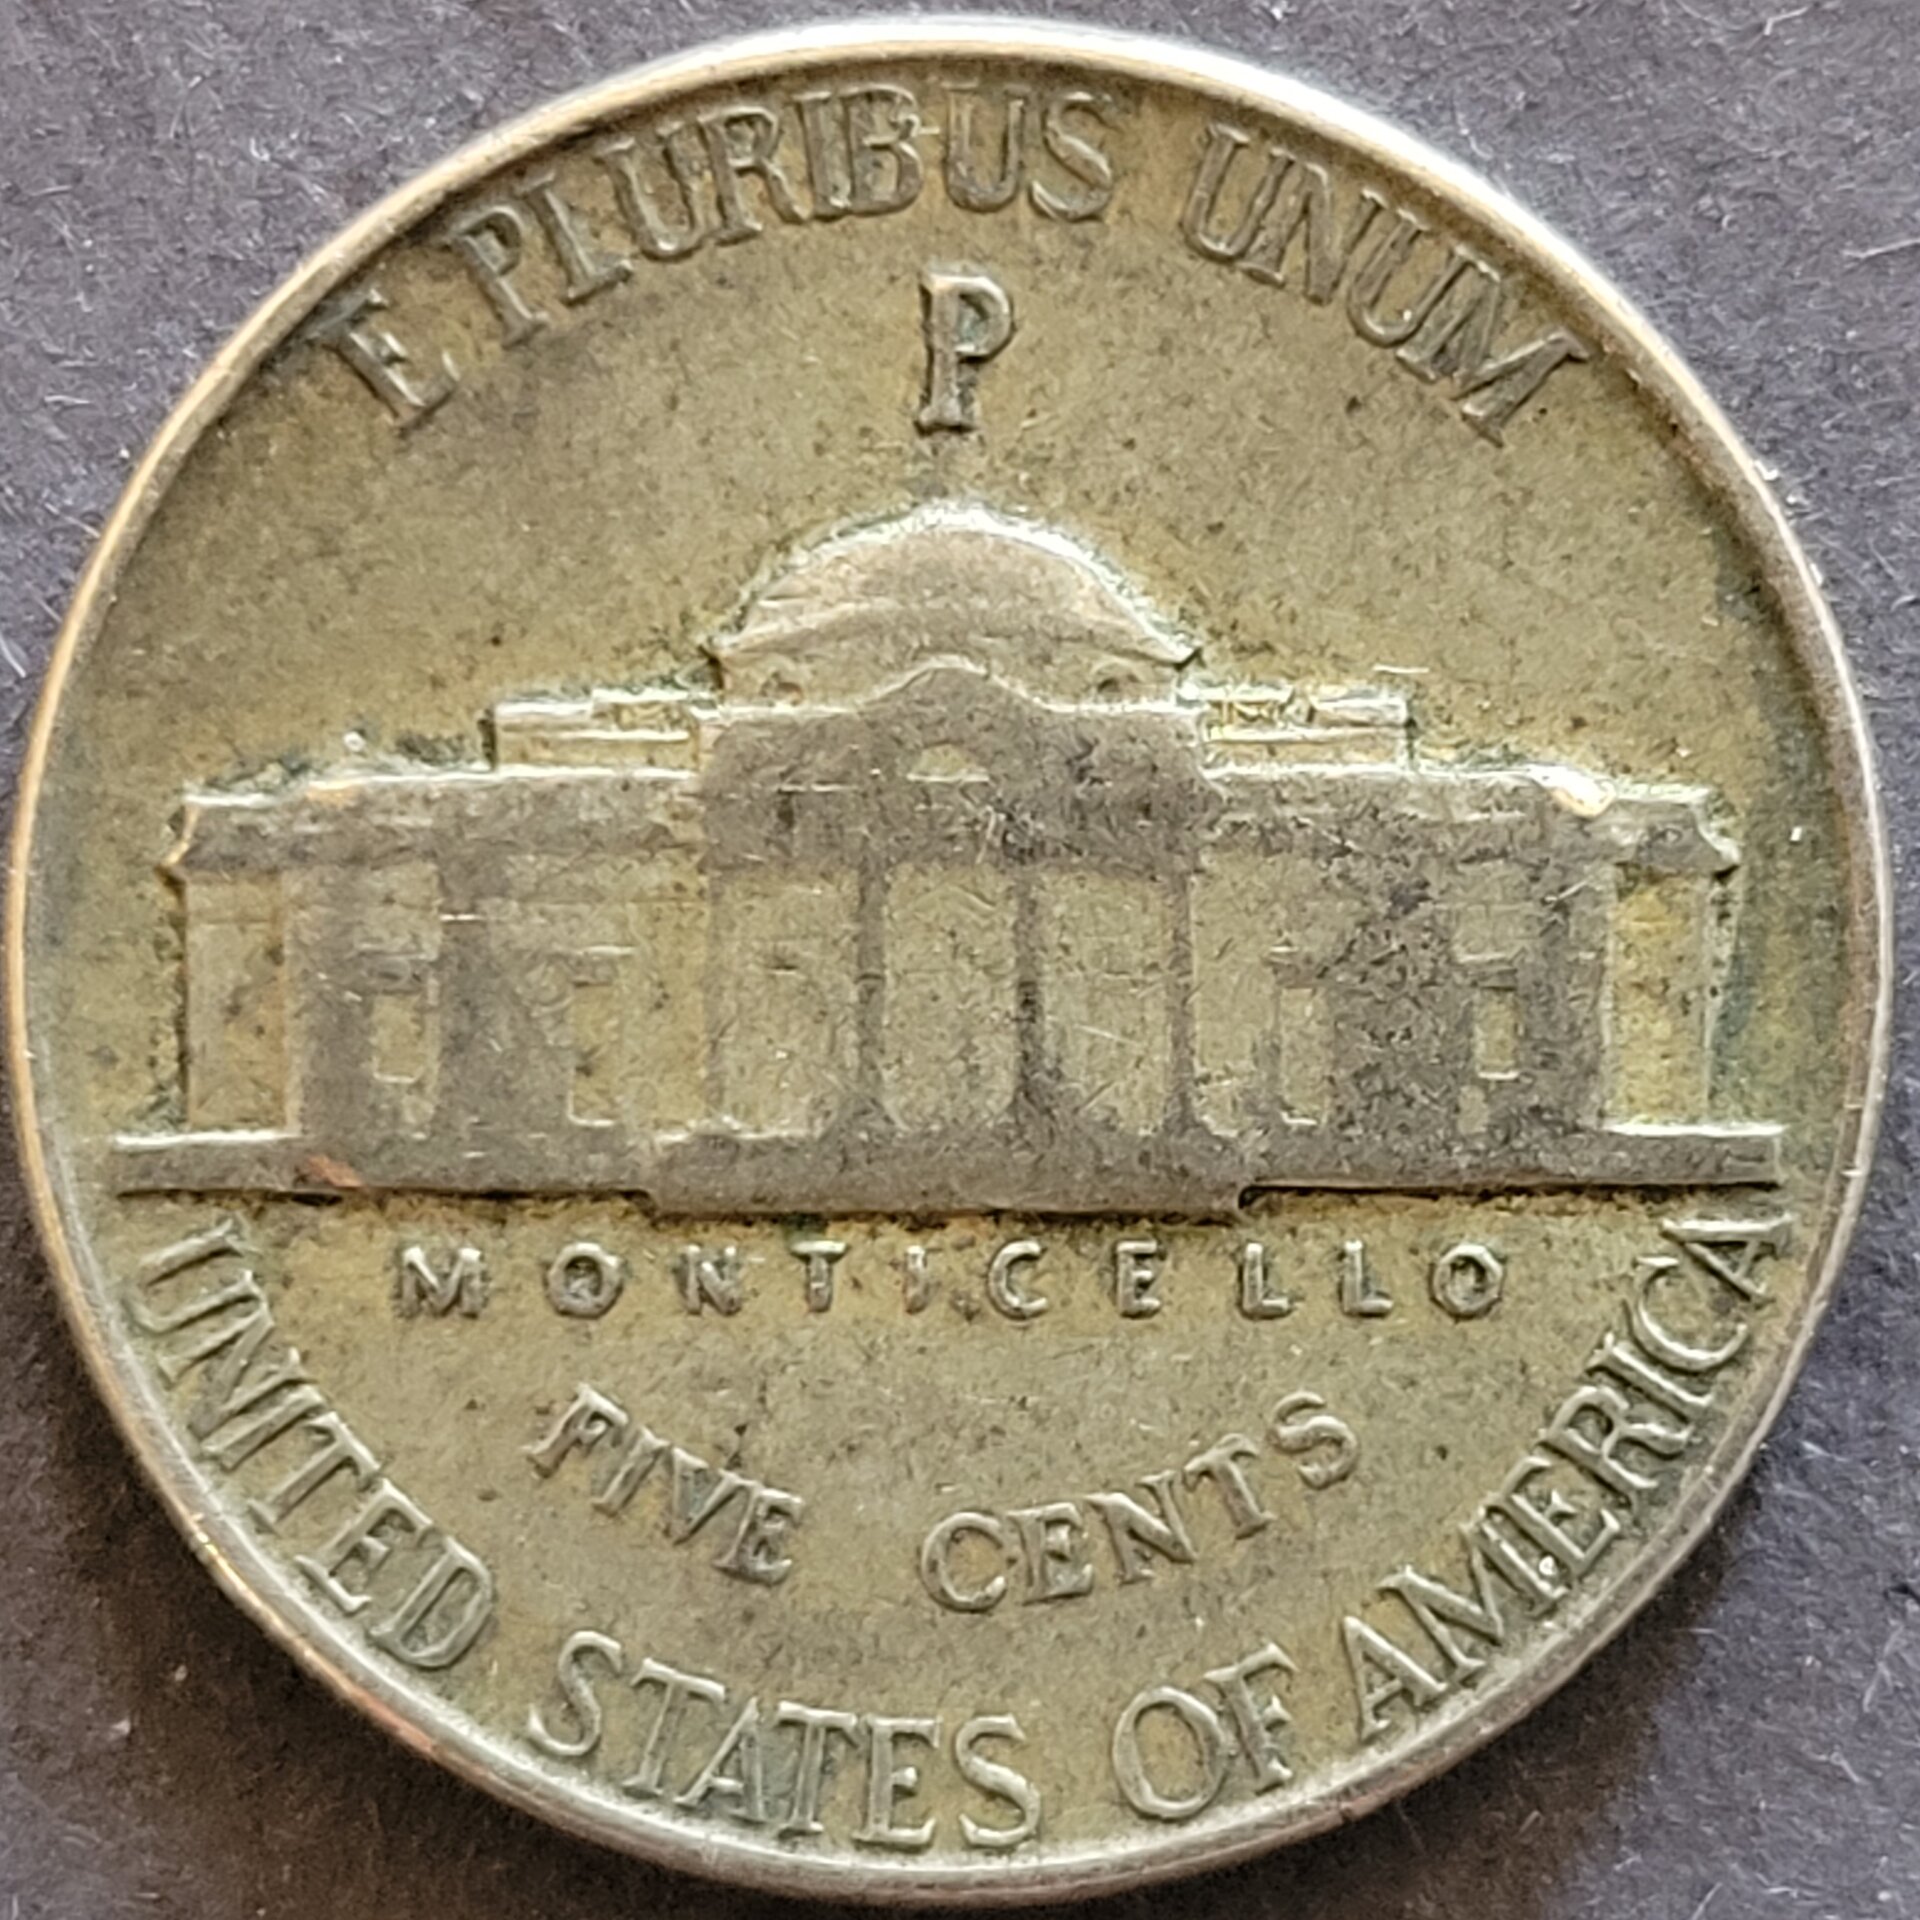 E PLURIBUS UNUM
P
MONTICELLO
FIVE CENTS
UNITED STATES OF AMERICA